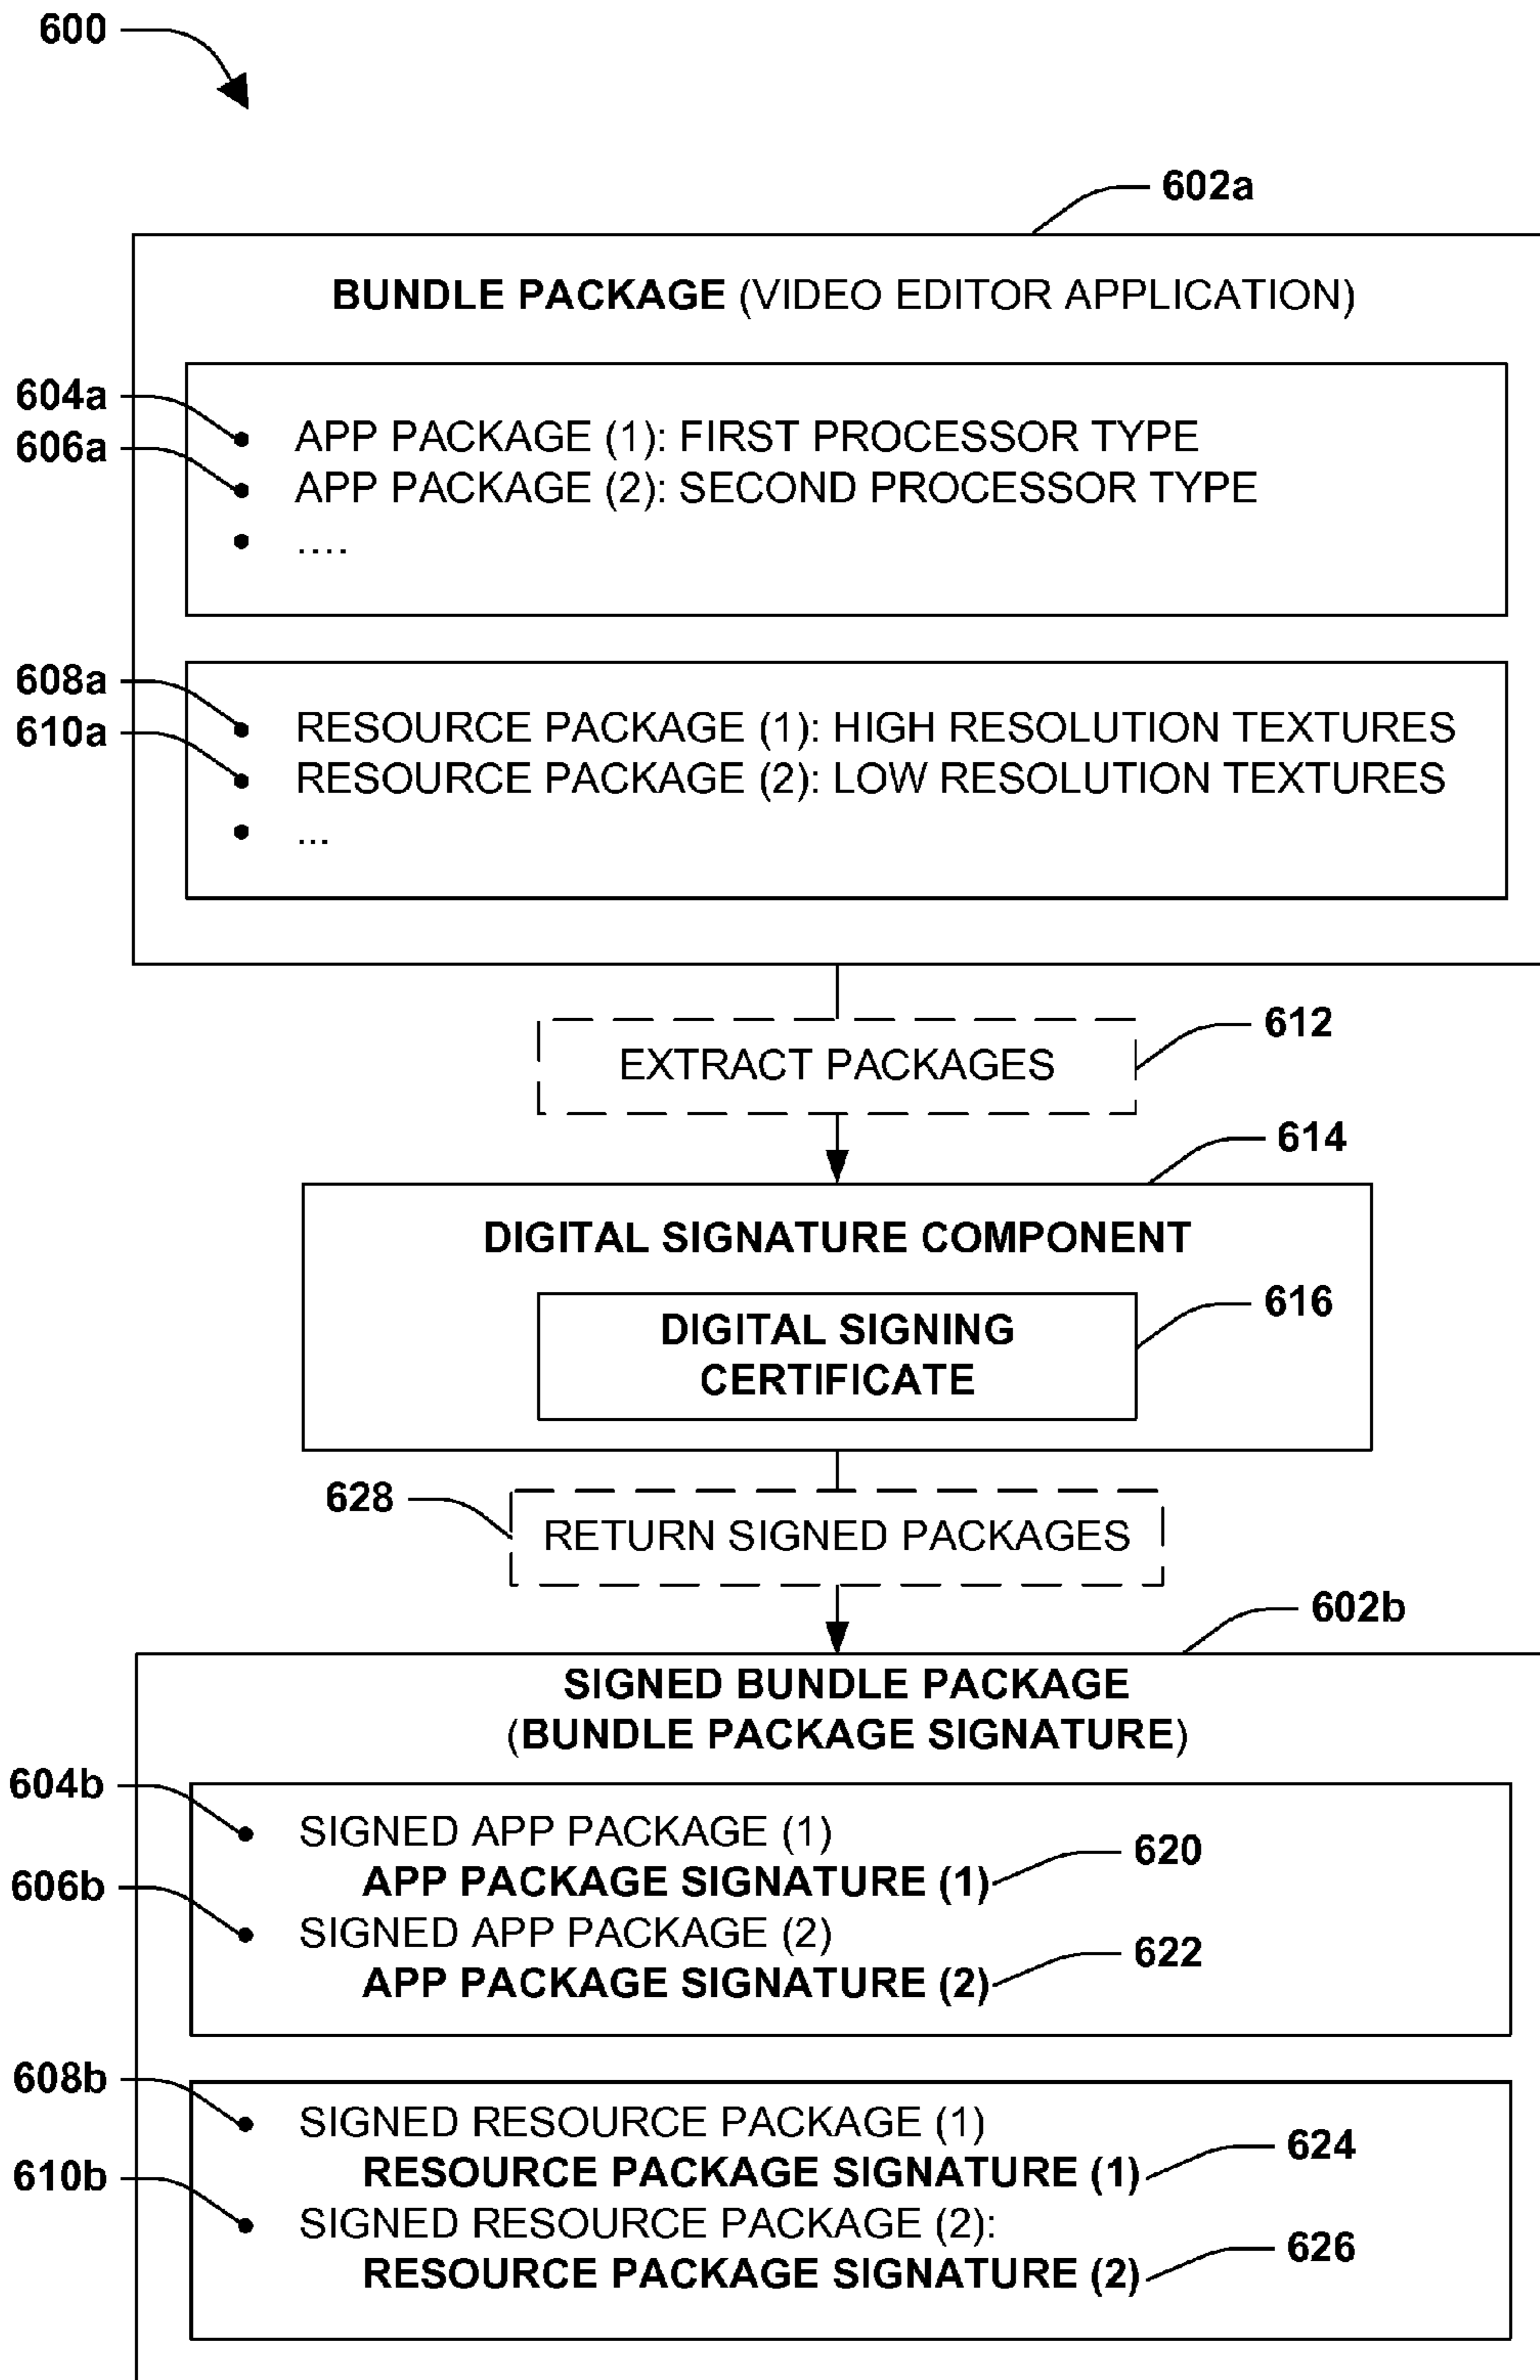 600
602a
BUNDLE PACKAGE (VIDEO EDITOR APPLICATION)
604a
• APP PACKAGE (1): FIRST PROCESSOR TYPE
606a
• APP PACKAGE (2): SECOND PROCESSOR TYPE
• ....
608a
• RESOURCE PACKAGE (1): HIGH RESOLUTION TEXTURES
610a
• RESOURCE PACKAGE (2): LOW RESOLUTION TEXTURES
• ...
612
EXTRACT PACKAGES
614
DIGITAL SIGNATURE COMPONENT
616
DIGITAL SIGNING
CERTIFICATE
628
RETURN SIGNED PACKAGES
602b
SIGNED BUNDLE PACKAGE
(BUNDLE PACKAGE SIGNATURE)
604b
• SIGNED APP PACKAGE (1)
620
APP PACKAGE SIGNATURE (1)
606b
• SIGNED APP PACKAGE (2)
622
APP PACKAGE SIGNATURE (2)
608b
• SIGNED RESOURCE PACKAGE (1)
624
RESOURCE PACKAGE SIGNATURE (1)
610b
• SIGNED RESOURCE PACKAGE (2):
626
RESOURCE PACKAGE SIGNATURE (2)